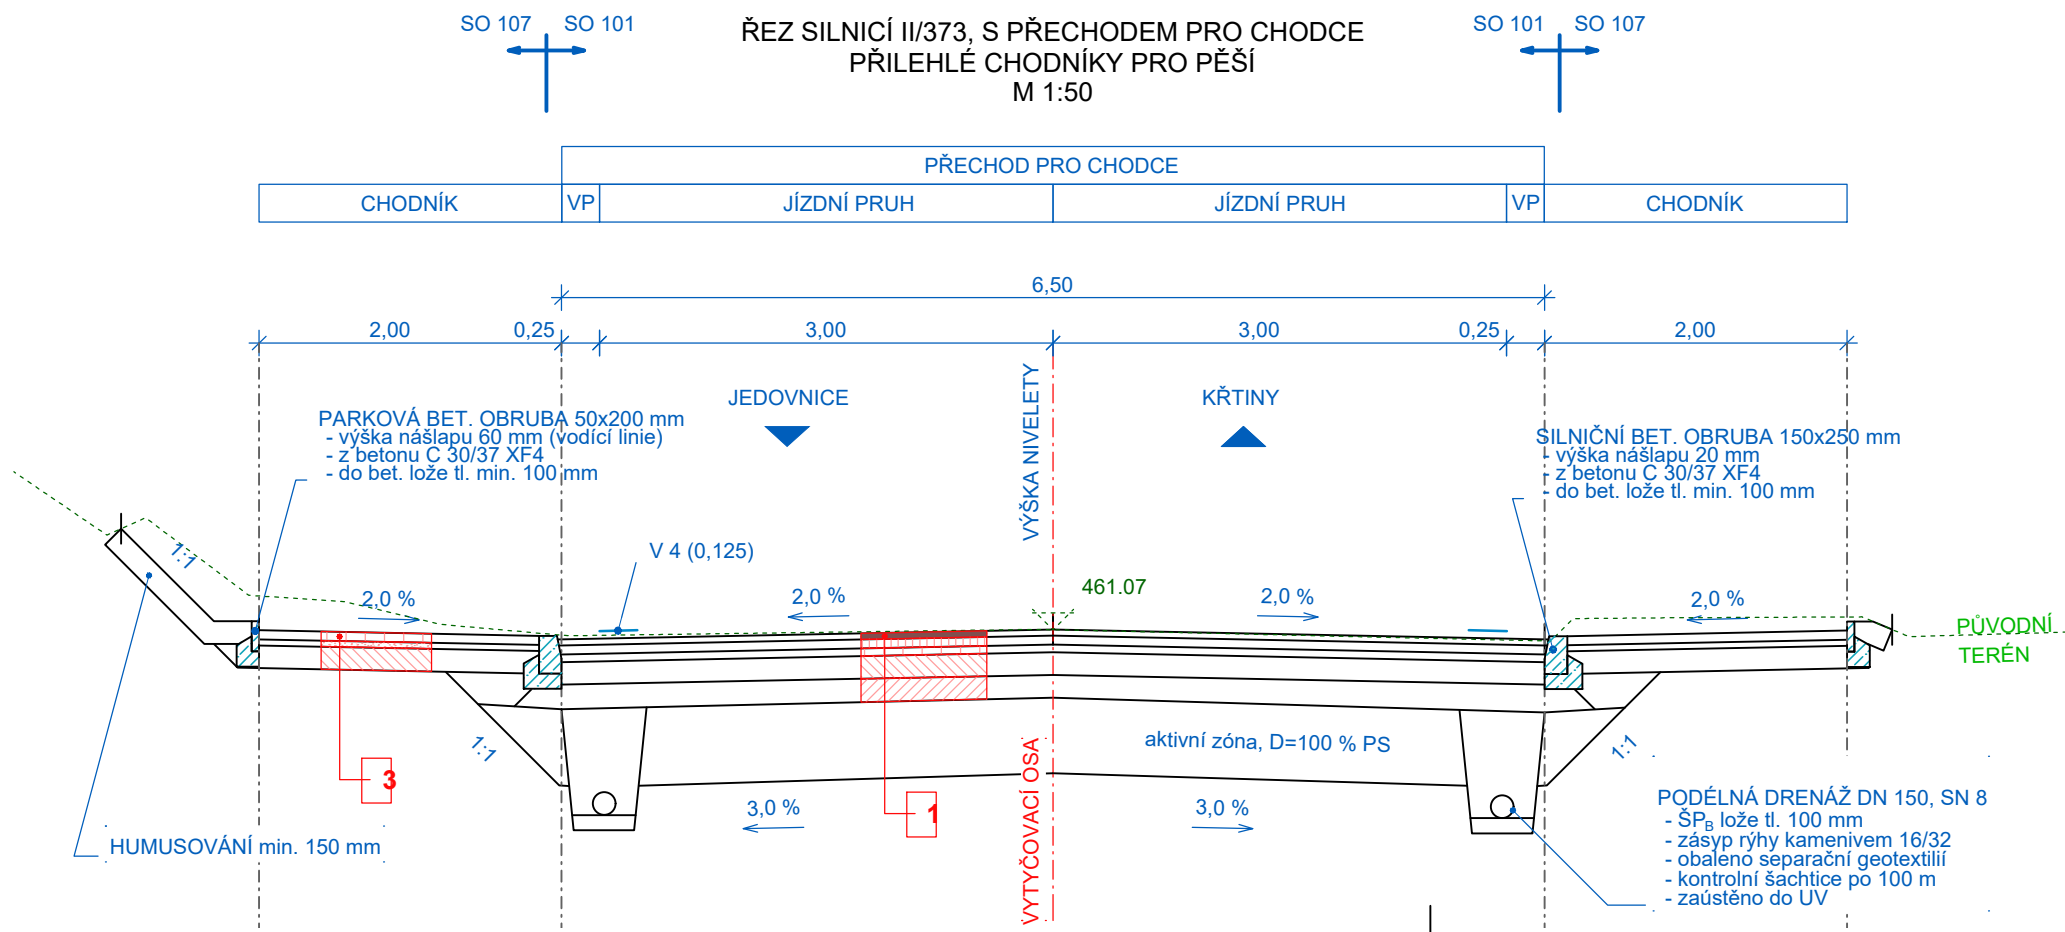 SO 107 SO 101
ŘEZ SILNICÍ II/373, S PŘECHODEM PRO CHODCE
PŘILEHLÉ CHODNÍKY PRO PĚŠÍ
M 1:50
SO 101 SO 107
PŘECHOD PRO CHODCE
CHODNÍK VP JÍZDNÍ PRUH JÍZDNÍ PRUH VP CHODNÍK
6,50
2,00 0,25 3,00 3,00 0,25 2,00
JEDOVNICE
KŘTINY
VÝŠKA NIVELETY
PARKOVÁ BET. OBRUBA 50x200 mm
- výška nášlapu 60 mm (vodící linie)
- z betonu C 30/37 XF4
- do bet. lože tl. min. 100 mm
SILNIČNÍ BET. OBRUBA 150x250 mm
- výška nášlapu 20 mm
- z betonu C 30/37 XF4
- do bet. lože tl. min. 100 mm
1:1
V 4 (0,125)
461.07
2,0 % 2,0 % 2,0 % 2,0 %
PŮVODNÍ
TERÉN
1:1
aktivní zóna, D=100 % PS
1:1
VYTYČOVACÍ OSA
3
1
3,0 % 3,0 %
HUMUSOVÁNÍ min. 150 mm
PODÉLNÁ DRENÁŽ DN 150, SN 8
- ŠPB lože tl. 100 mm
- zásyp rýhy kamenivem 16/32
- obaleno separační geotextilií
- kontrolní šachtice po 100 m
- zaústěno do UV